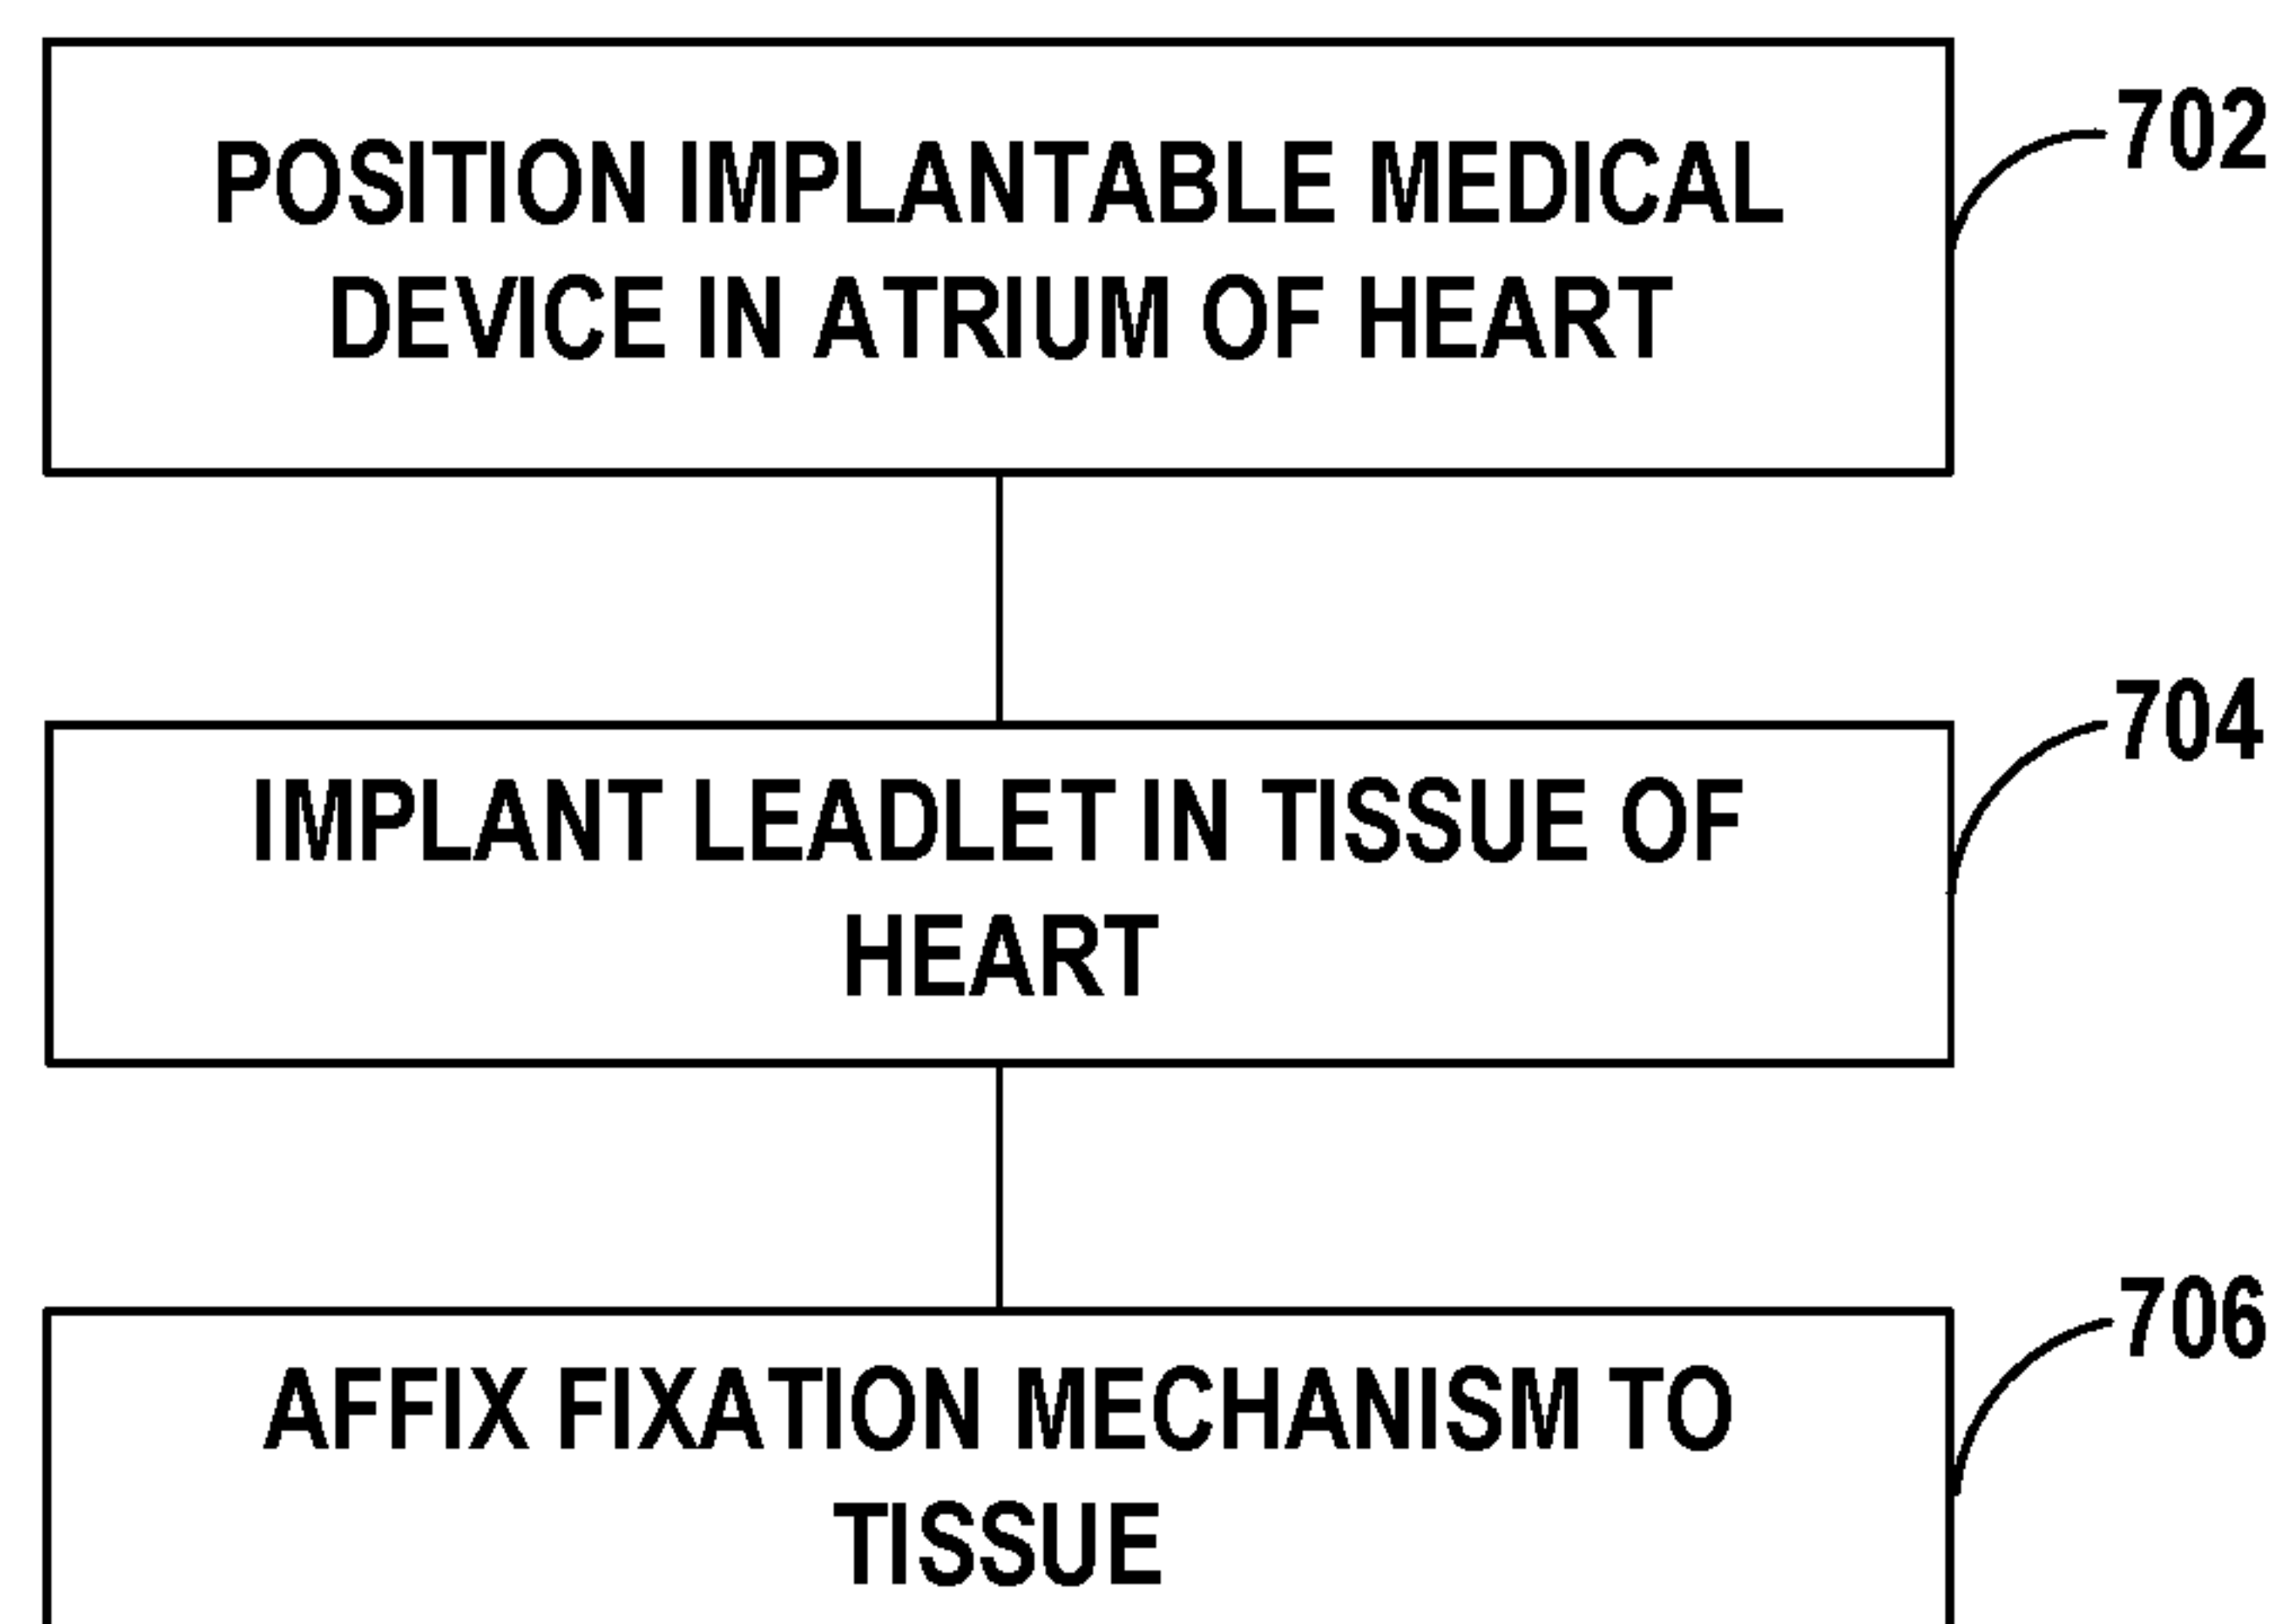 POSITION IMPLANTABLE MEDICAL
DEVICE IN ATRIUM OF HEART
702
IMPLANT LEADLET IN TISSUE OF
HEART
704
AFFIX FIXATION MECHANISM TO
TISSUE
706